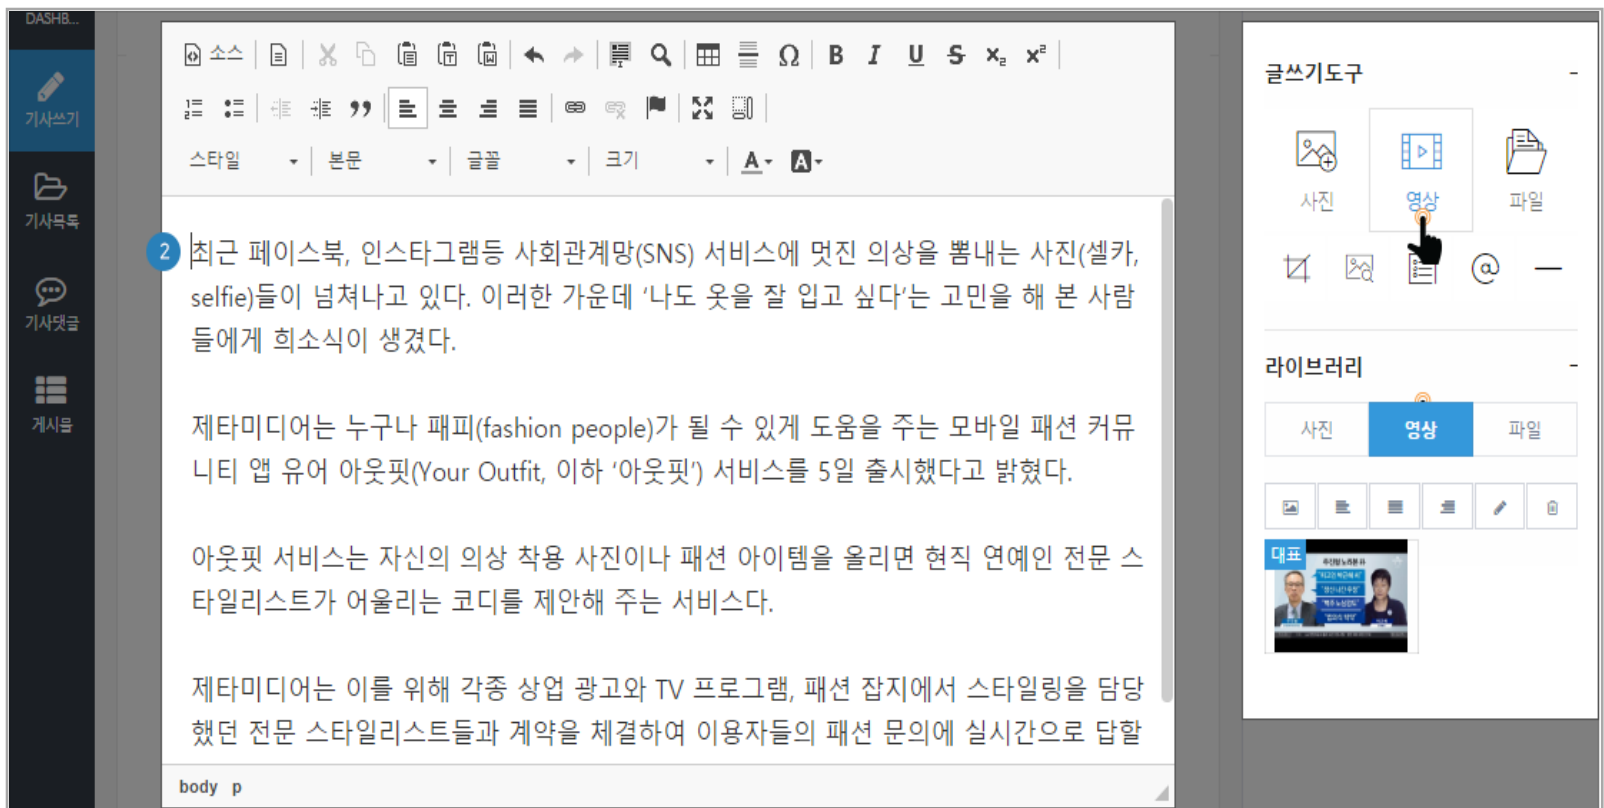 DASHB...
기사쓰기
기사목록
기사댓글
게시물
소스
스타일 본문 글꼴 크기
2
최근 페이스북, 인스타그램등 사회관계망(SNS) 서비스에 멋진 의상을 뽐내는 사진(셀카,
selfie)들이 넘쳐나고 있다. 이러한 가운데 ‘나도 옷을 잘 입고 싶다’는 고민을 해 본 사람
들에게 희소식이 생겼다.
제타미디어는 누구나 패피(fashion people)가 될 수 있게 도움을 주는 모바일 패션 커뮤
니티 앱 유어 아웃핏(Your Outfit, 이하 ‘아웃핏’) 서비스를 5일 출시했다고 밝혔다.
아웃핏 서비스는 자신의 의상 착용 사진이나 패션 아이템을 올리면 현직 연예인 전문 스
타일리스트가 어울리는 코디를 제안해 주는 서비스다.
제타미디어는 이를 위해 각종 상업 광고와 TV 프로그램, 패션 잡지에서 스타일링을 담당
했던 전문 스타일리스트들과 계약을 체결하여 이용자들의 패션 문의에 실시간으로 답할
body p
글쓰기도구 -
사진 영상 파일
라이브러리 -
사진 영상 파일
대표